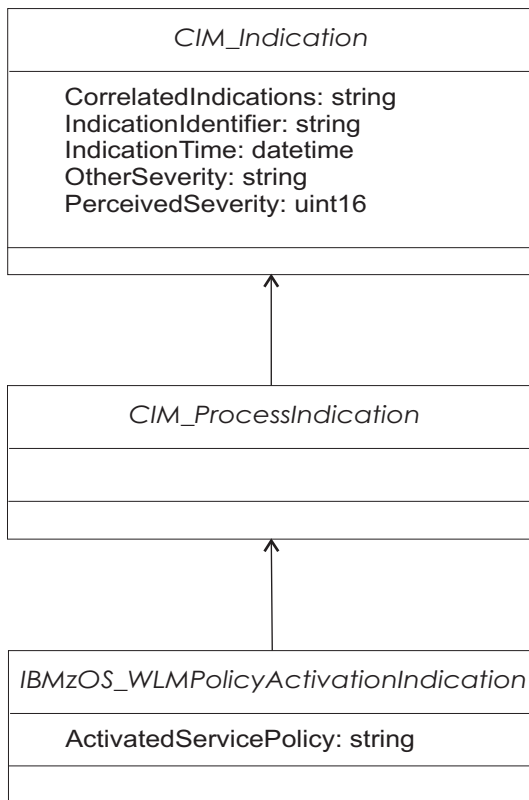 CIM_Indication
CorrelatedIndications: string
IndicationIdentifier: string
IndicationTime: datetime
OtherSeverity: string
PerceivedSeverity: uint16
CIM_ProcessIndication
IBMzOS_WLMPolicyActivationIndication
ActivatedServicePolicy: string